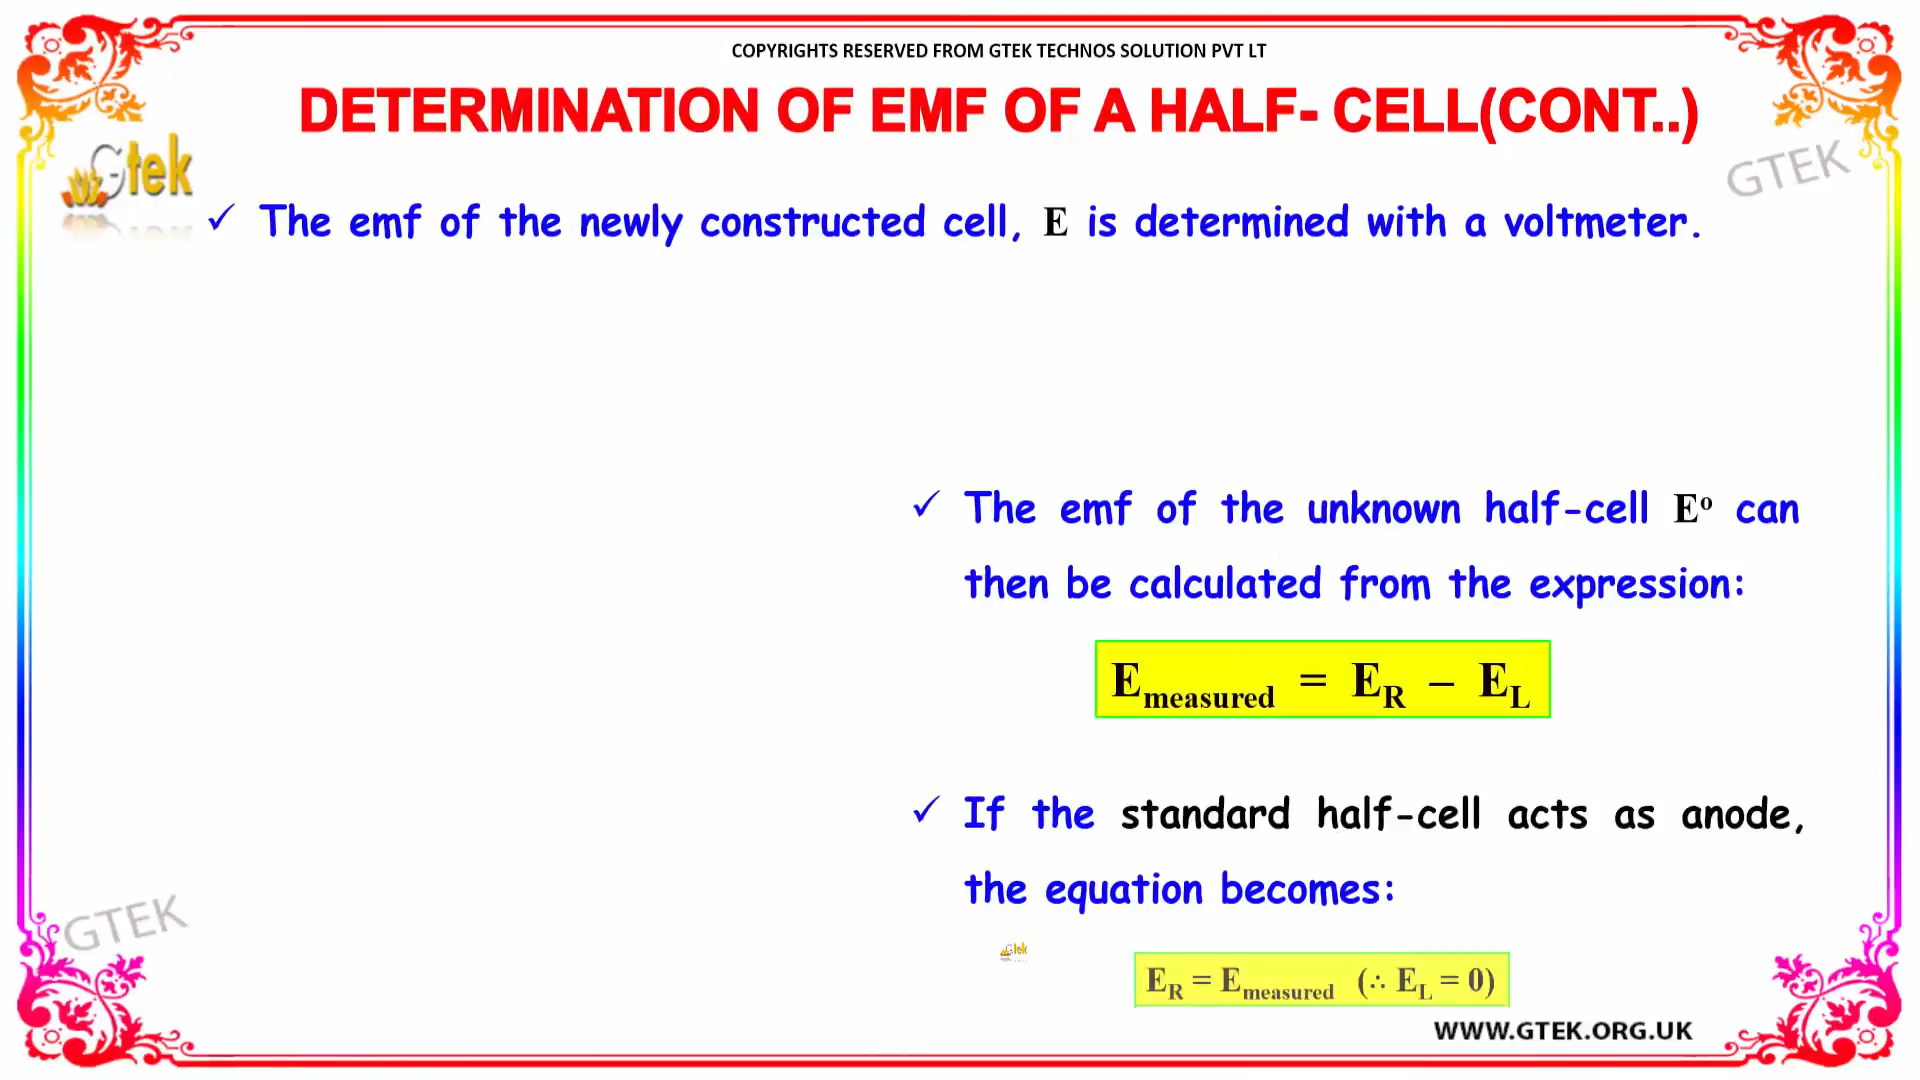 COPYRIGHTS RESERVED FROM GTEK TECHNOS SOLUTION PVT LT
DETERMINATION OF EMF OF A HALF- CELL(CONT..)
Gtek
GTEK
✓ The emf of the newly constructed cell, E is determined with a voltmeter.
✓ The emf of the unknown half-cell Eº can
then be calculated from the expression:
E measured = E R – E L
✓ If the standard half-cell acts as anode,
the equation becomes:
GTEK
Gtek
E R = E measured (∴ E L = 0)
WWW.GTEK.ORG.UK